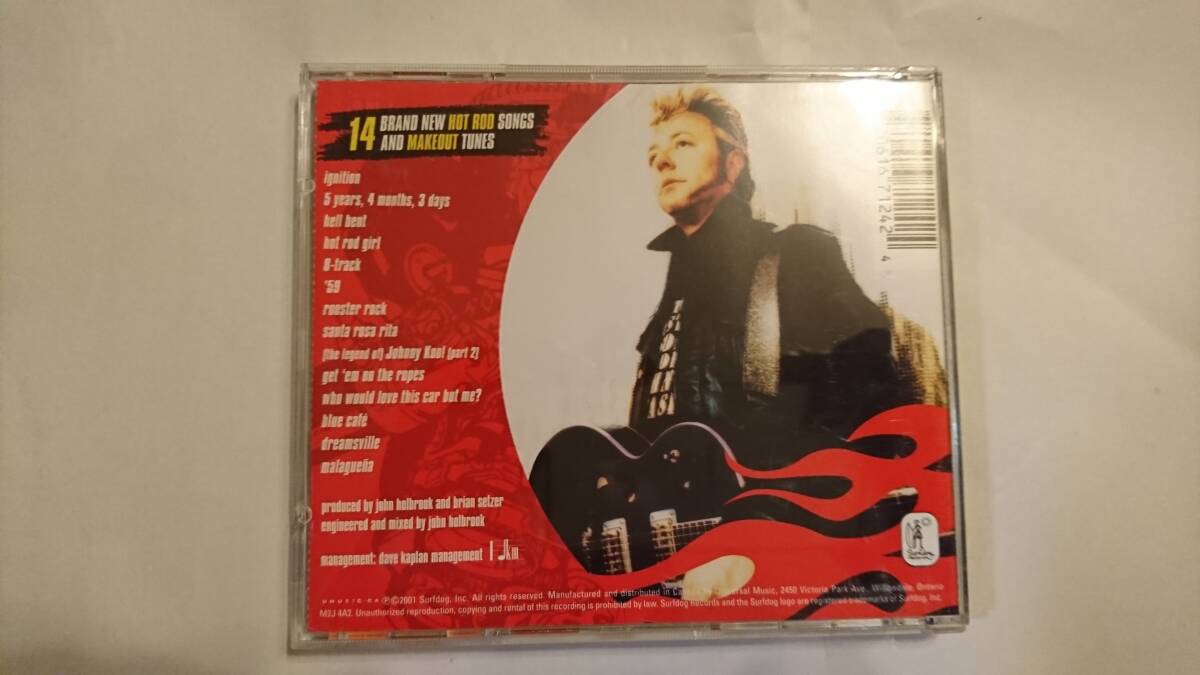 14 BRAND NEW HOT ROD SONGS
AND MAKEOUT TUNES
ignition
5 years, 4 months, 3 days
hell bent
hot rod girl
8-track
'59
rooster rock
santa rosa rita
(the legend of) Johnny Kool (part 2)
get 'em on the ropes
who would love this car but me?
blue café
dreamsville
malagueña
produced by john holbrook and brian setzer
engineered and mixed by john holbrook
management: dave kaplan management dkm
71242 4
Surfdog
℗©2001 Surfdog, Inc. All rights reserved. Manufactured and distributed in Universal Music, 2450 Victoria Park Ave., Willowdale, Ontario
M2J 4A2. Unauthorized reproduction, copying and rental of this recording is prohibited by law. Surfdog Records and the Surfdog logo are registered trademarks of Surfdog, Inc.